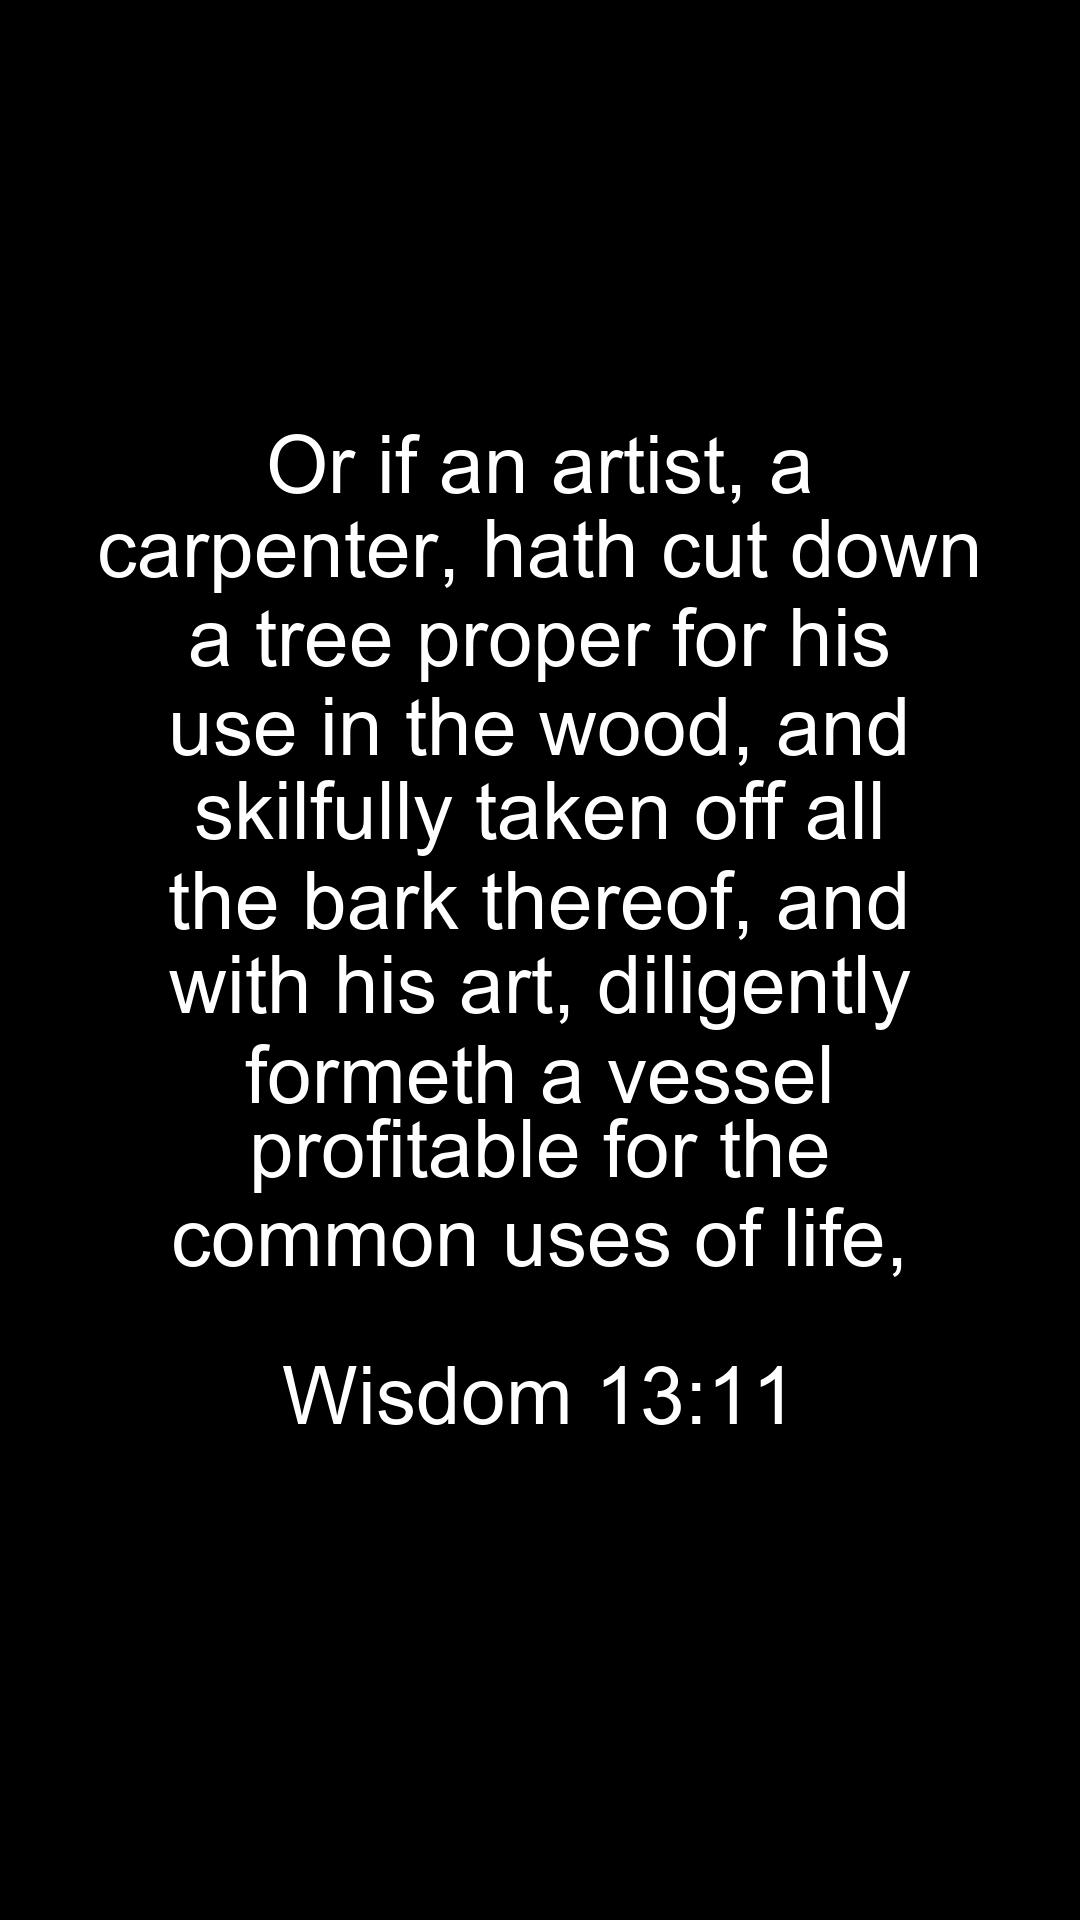 Or if an artist, a
carpenter, hath cut down
a tree proper for his
use in the wood, and
skilfully taken off all
the bark thereof, and
with his art, diligently
formeth a vessel
profitable for the
common uses of life,
Wisdom 13:11